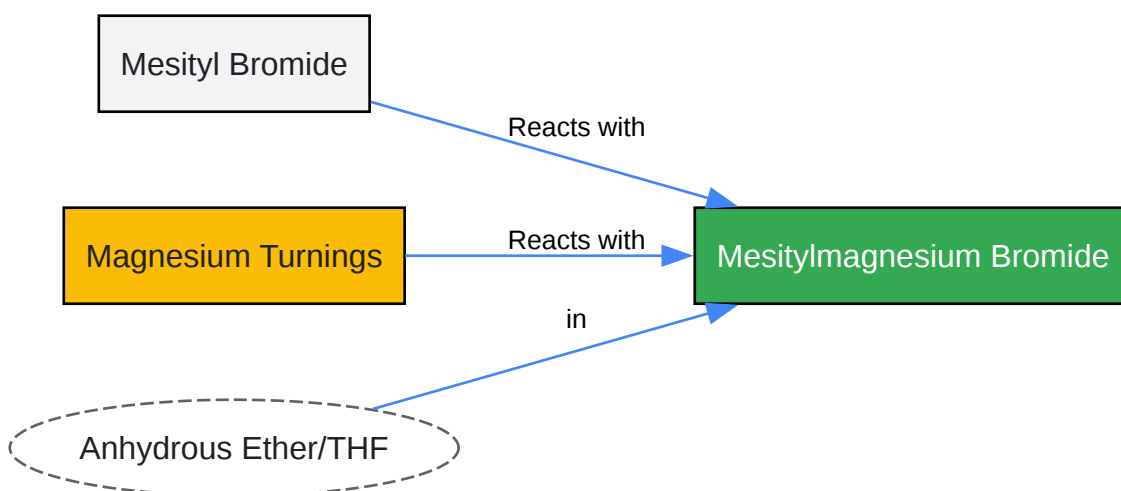 Mesityl Bromide
Reacts with
Magnesium Turnings
Reacts with
Mesitylmagnesium Bromide
in
Anhydrous Ether/THF